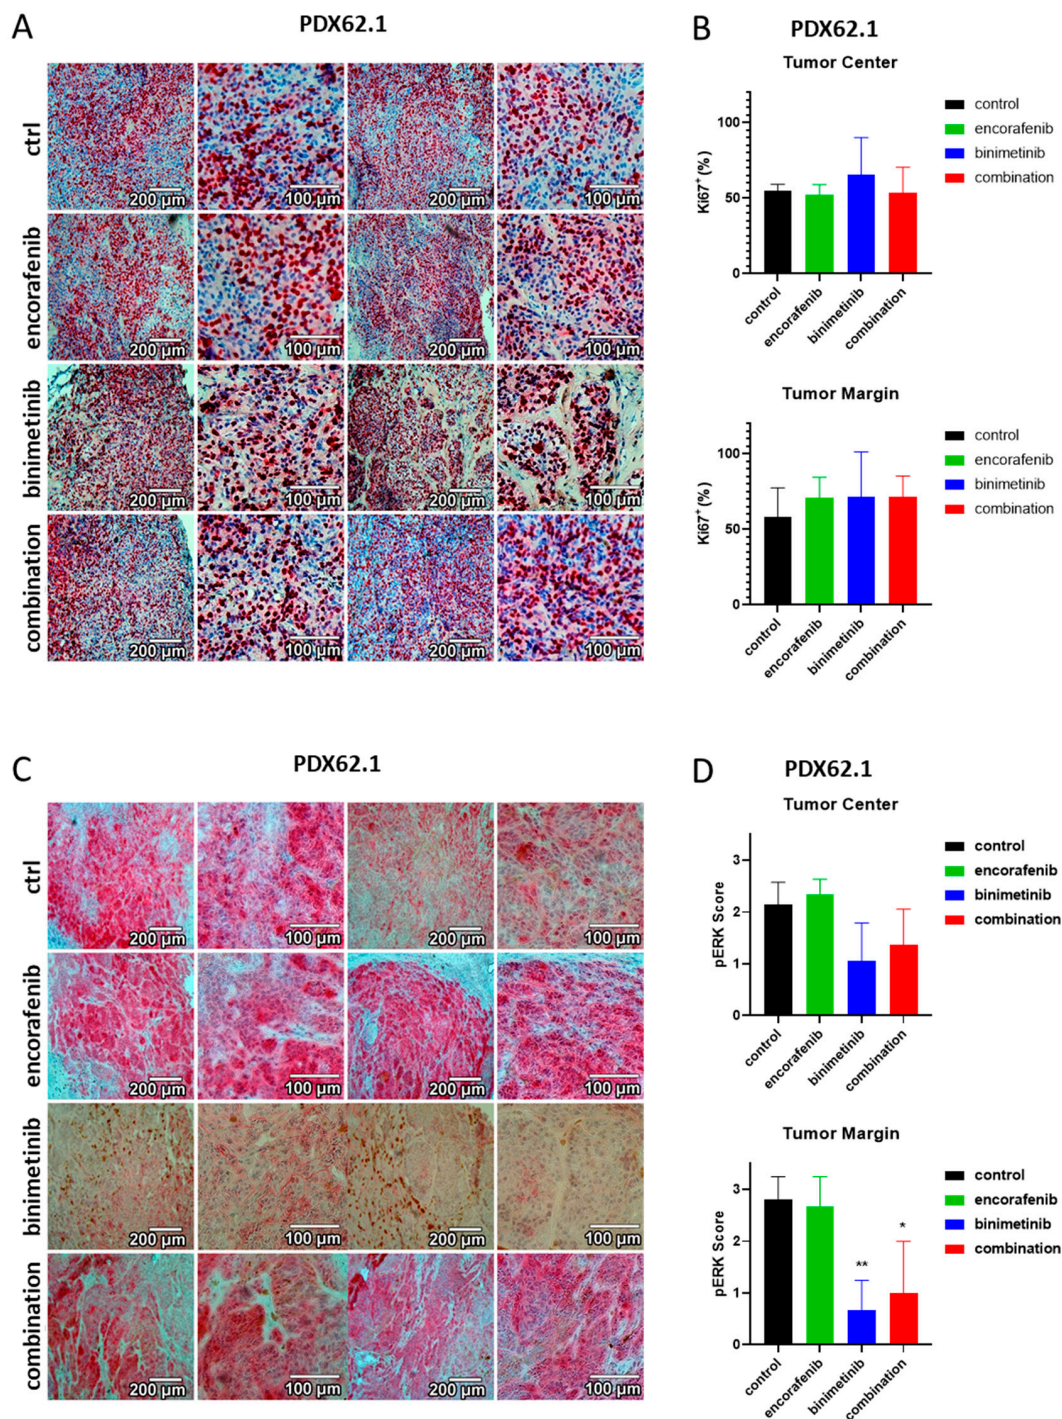 A
PDX62.1
ctrl
200 µm
100 µm
200 µm
100 µm
encorafenib
200 µm
100 µm
200 µm
100 µm
binimetinib
200 µm
100 µm
200 µm
100 µm
combination
200 µm
100 µm
200 µm
100 µm
B
PDX62.1
Tumor Center
Ki67+ (%)
100
50
0
control
encorafenib
binimetinib
combination
control
encorafenib
binimetinib
combination
Tumor Margin
Ki67+ (%)
100
50
0
control
encorafenib
binimetinib
combination
control
encorafenib
binimetinib
combination
C
PDX62.1
ctrl
200 µm
100 µm
200 µm
100 µm
encorafenib
200 µm
100 µm
200 µm
100 µm
binimetinib
200 µm
100 µm
200 µm
100 µm
combination
200 µm
100 µm
200 µm
100 µm
D
PDX62.1
Tumor Center
pERK Score
3
2
1
0
control
encorafenib
binimetinib
combination
control
encorafenib
binimetinib
combination
Tumor Margin
pERK Score
3
2
1
0
**
*
control
encorafenib
binimetinib
combination
control
encorafenib
binimetinib
combination